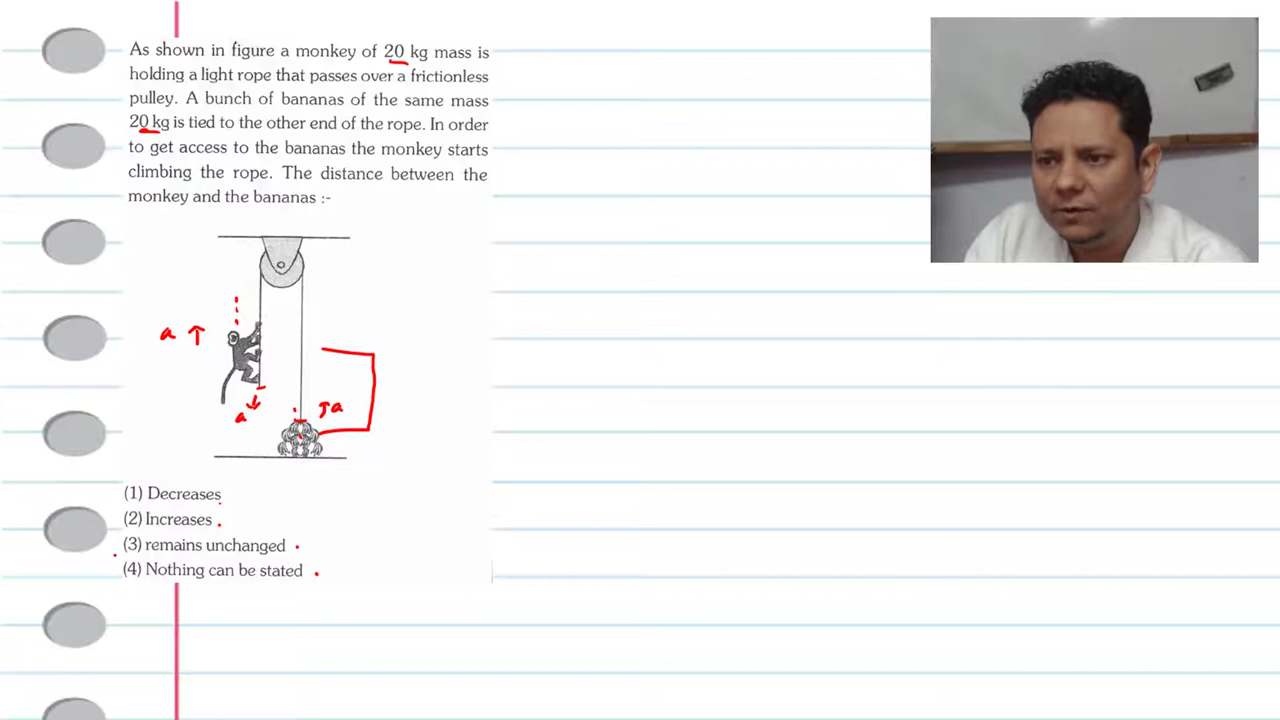 As shown in figure a monkey of 20 kg mass is
holding a light rope that passes over a frictionless
pulley. A bunch of bananas of the same mass
20 kg is tied to the other end of the rope. In order
to get access to the bananas the monkey starts
climbing the rope. The distance between the
monkey and the bananas :-
a ↑
a
↑a
(1) Decreases
(2) Increases
(3) remains unchanged
(4) Nothing can be stated